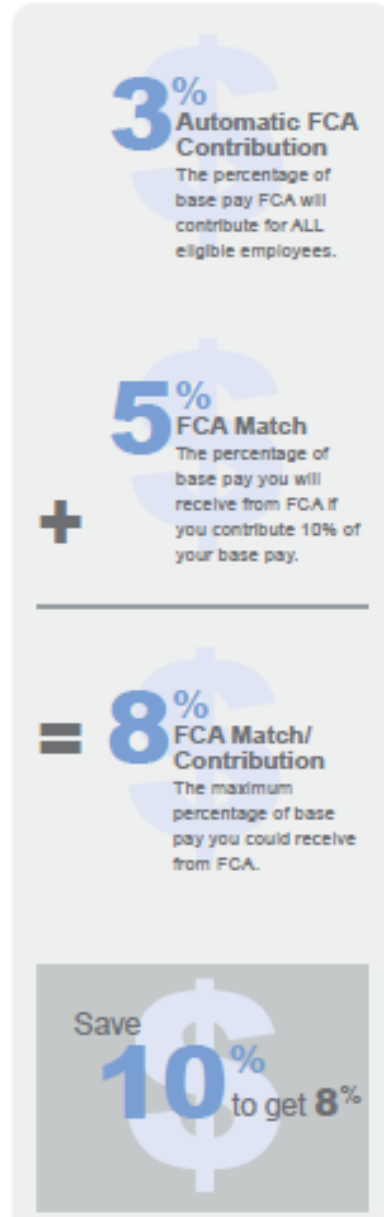 3%
Automatic FCA
Contribution
The percentage of
base pay FCA will
contribute for ALL
eligible employees.
+
5%
FCA Match
The percentage of
base pay you will
receive from FCA if
you contribute 10% of
your base pay.
=
8%
FCA Match/
Contribution
The maximum
percentage of base
pay you could receive
from FCA.
Save
10%
to get 8%